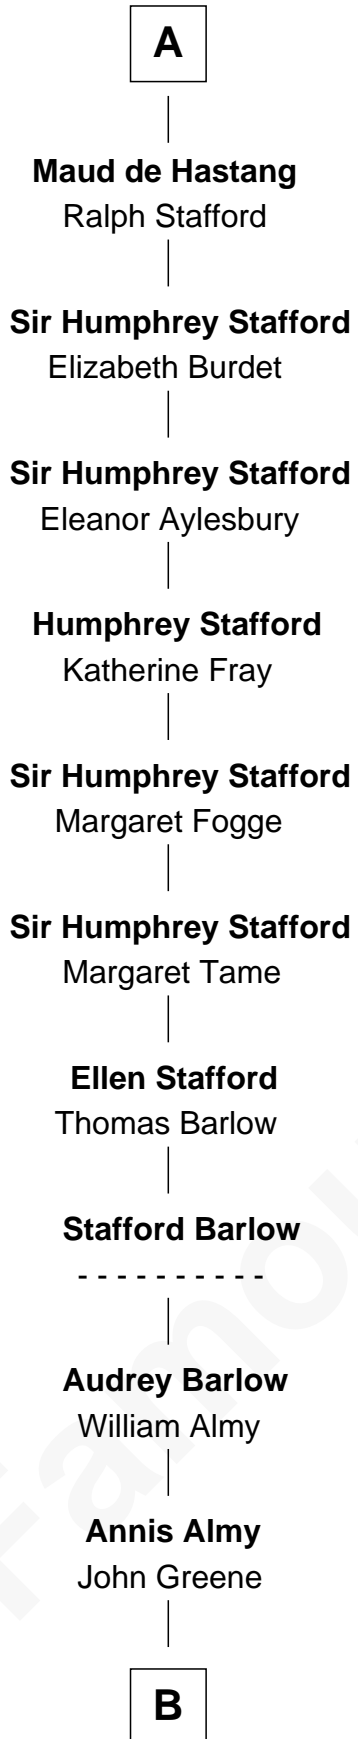 A
Maud de Hastang
Ralph Stafford
Sir Humphrey Stafford
Elizabeth Burdet
Sir Humphrey Stafford
Eleanor Aylesbury
Humphrey Stafford
Katherine Fray
Sir Humphrey Stafford
Margaret Fogge
Sir Humphrey Stafford
Margaret Tame
Ellen Stafford
Thomas Barlow
Stafford Barlow
- - - - - - - - - -
Audrey Barlow
William Almy
Annis Almy
John Greene
B